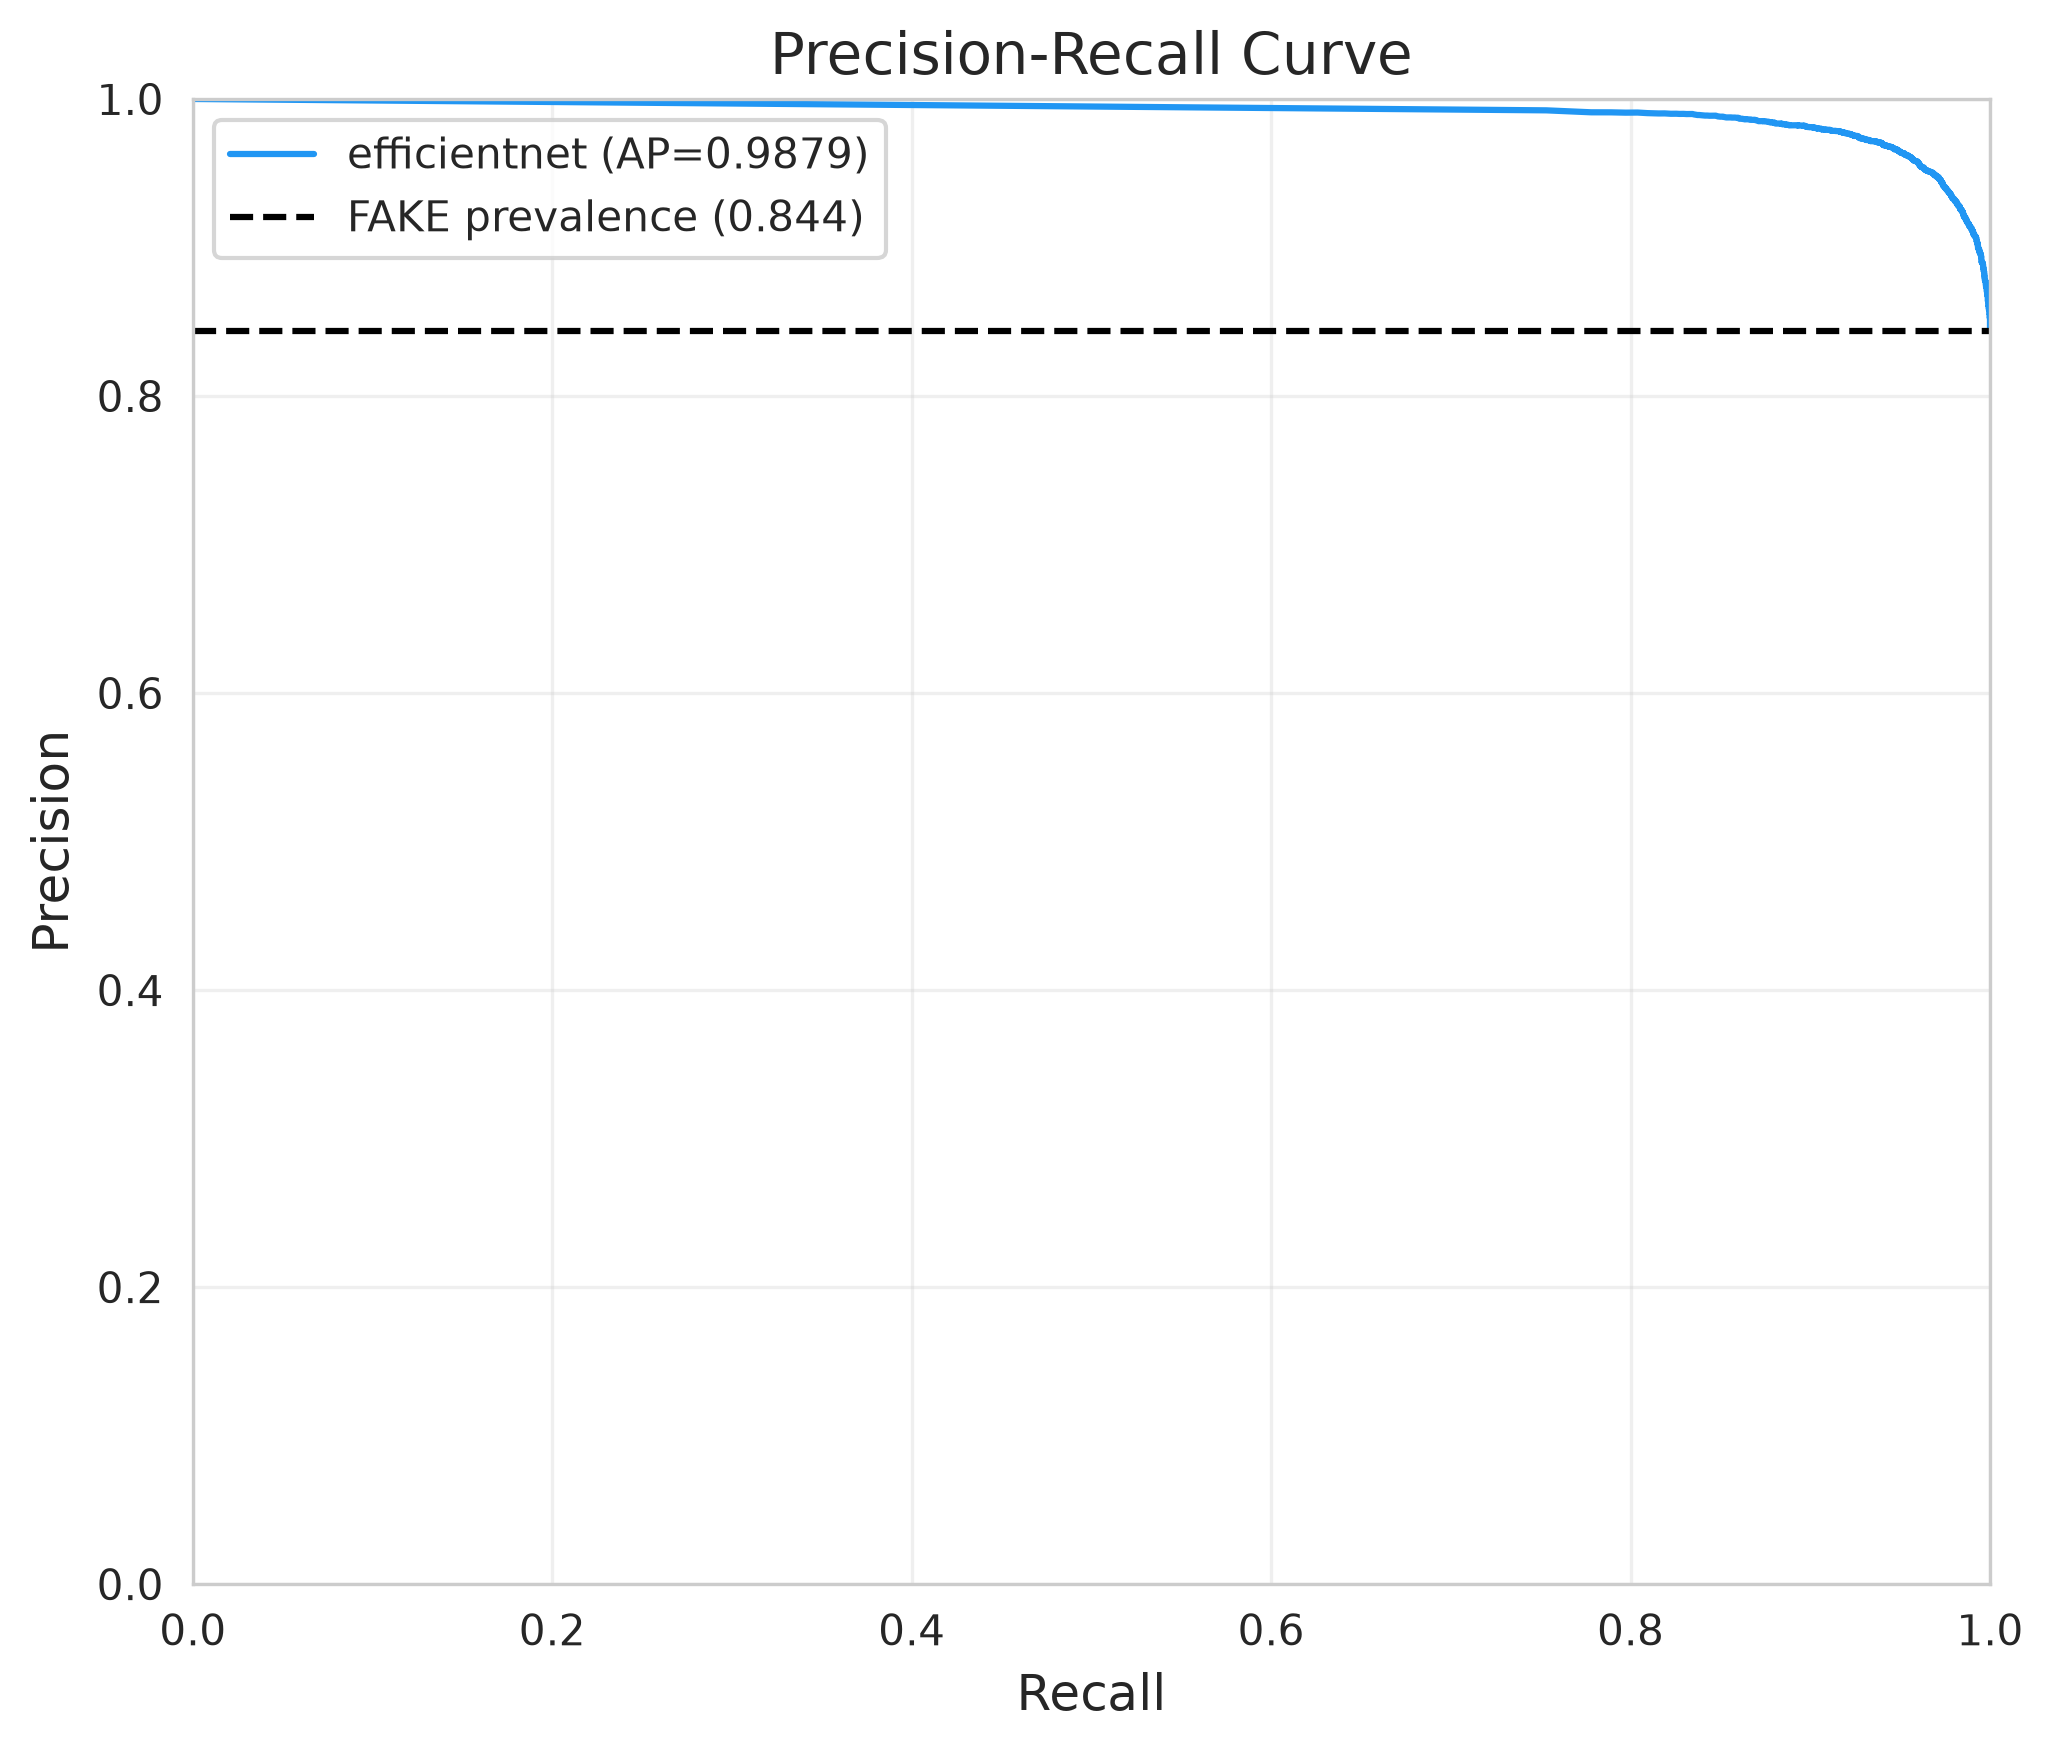 Precision-Recall Curve
efficientnet (AP=0.9879)
FAKE prevalence (0.844)
1.0
0.8
0.6
0.4
0.2
0.0
Precision
0.0 0.2 0.4 0.6 0.8 1.0
Recall